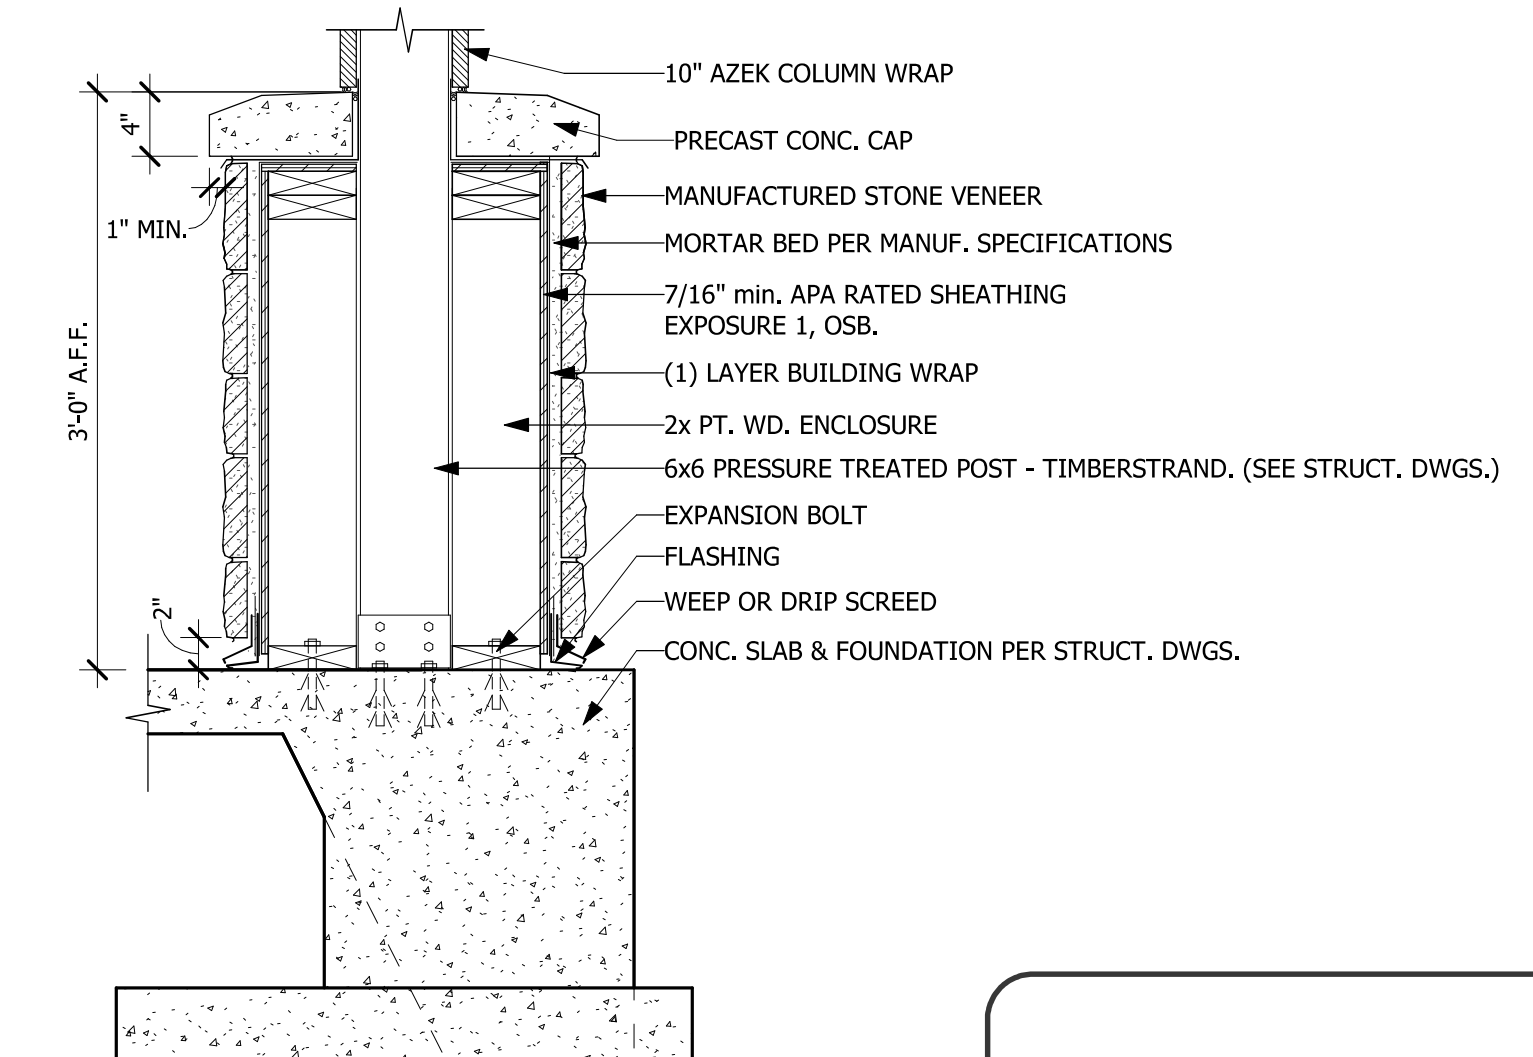 10" AZEK COLUMN WRAP
4"
PRECAST CONC. CAP
MANUFACTURED STONE VENEER
1" MIN.
MORTAR BED PER MANUF. SPECIFICATIONS
7/16" min. APA RATED SHEATHING
EXPOSURE 1, OSB.
3'-0" A.F.F.
(1) LAYER BUILDING WRAP
2x PT. WD. ENCLOSURE
6x6 PRESSURE TREATED POST - TIMBERSTRAND. (SEE STRUCT. DWGS.)
EXPANSION BOLT
FLASHING
2"
WEEP OR DRIP SCREED
CONC. SLAB & FOUNDATION PER STRUCT. DWGS.